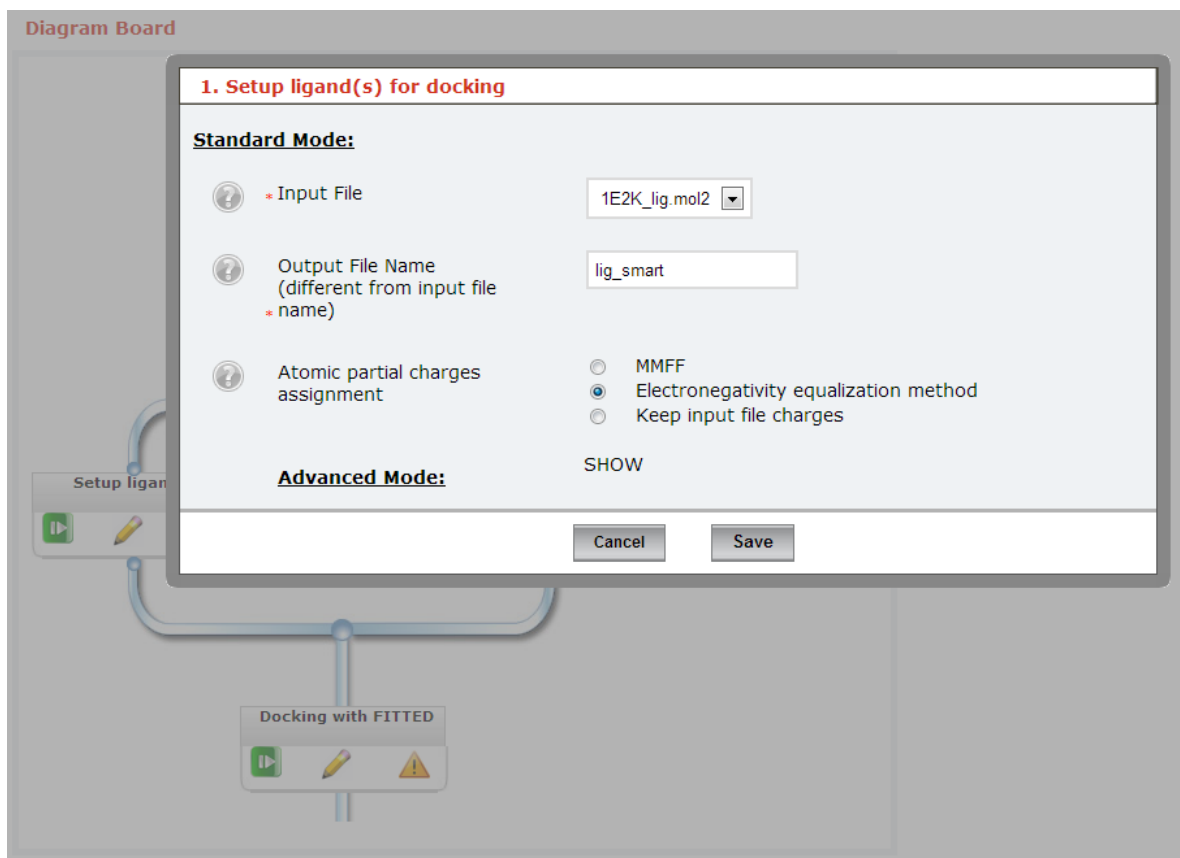 Diagram Board
1. Setup ligand(s) for docking
Standard Mode:
* Input File
1E2K_lig.mol2
Output File Name
(different from input file
* name)
lig_smart
Atomic partial charges
assignment
MMFF
Electronegativity equalization method
Keep input file charges
Advanced Mode:
SHOW
Cancel
Save
Setup ligan
Docking with FITTED